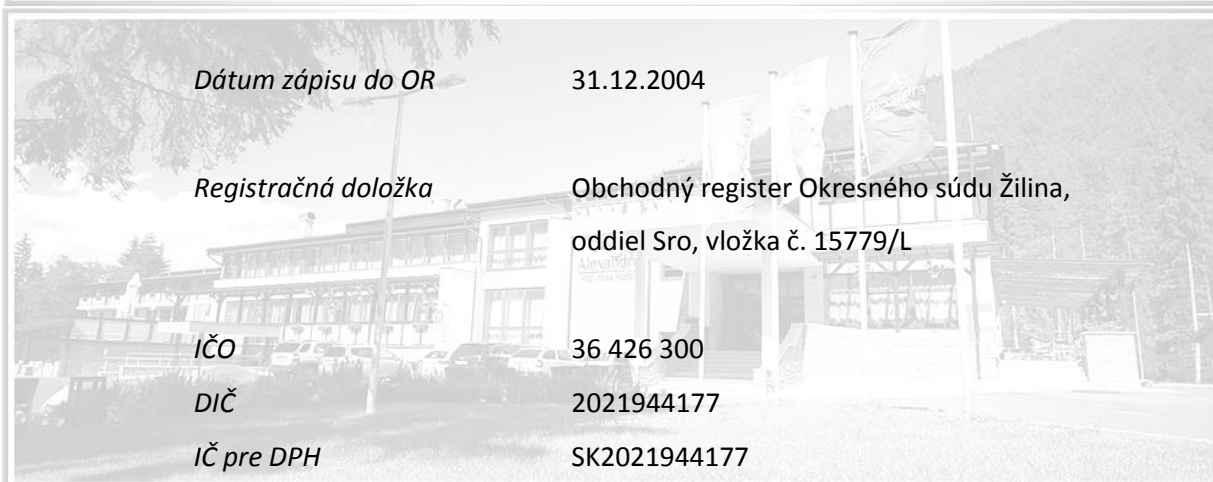 Dátum zápisu do OR 31.12.2004
Registračná doložka Obchodný register Okresného súdu Žilina,
oddiel Sro, vložka č. 15779/L
Alexandra
IČO 36 426 300
DIČ 2021944177
IČ pre DPH SK2021944177